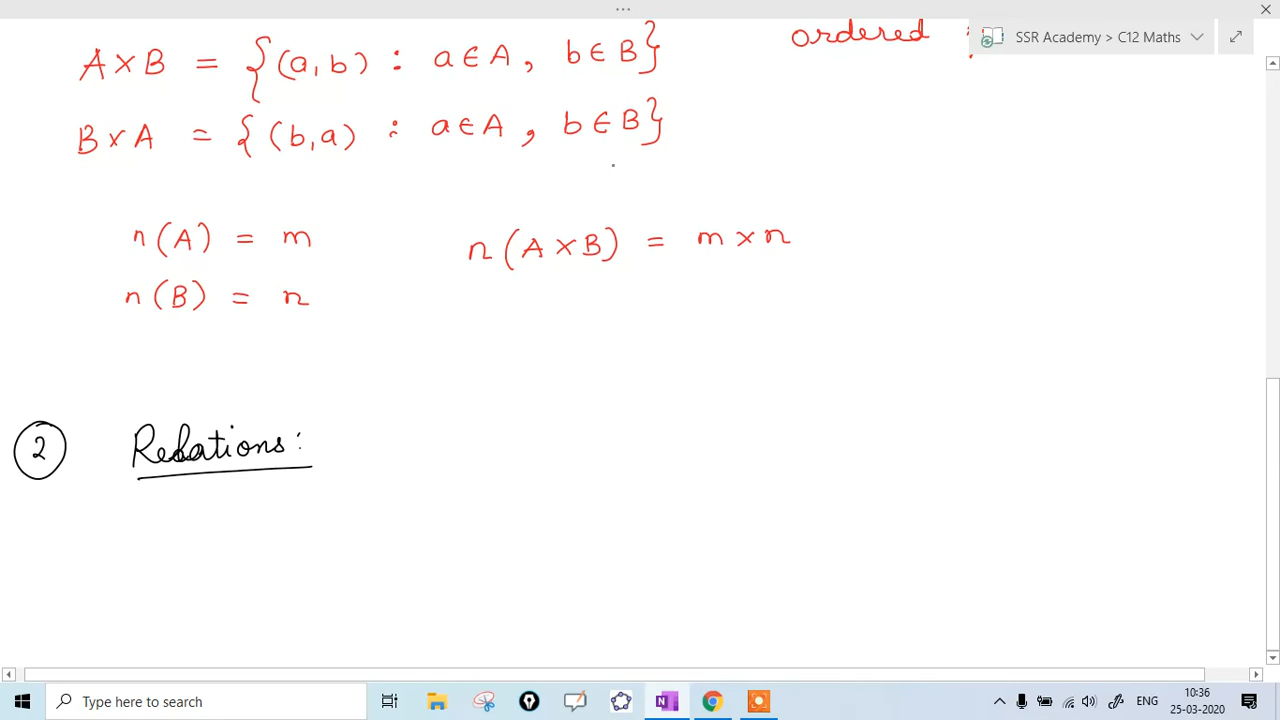 ordered
SSR Academy > C12 Maths
A×B = {(a,b) : a∈A, b∈B}
B×A = {(b,a) : a∈A, b∈B}
n(A) = m
n(A×B) = m×n
n(B) = n
2 Relations:
Type here to search
ENG
10:36
25-03-2020